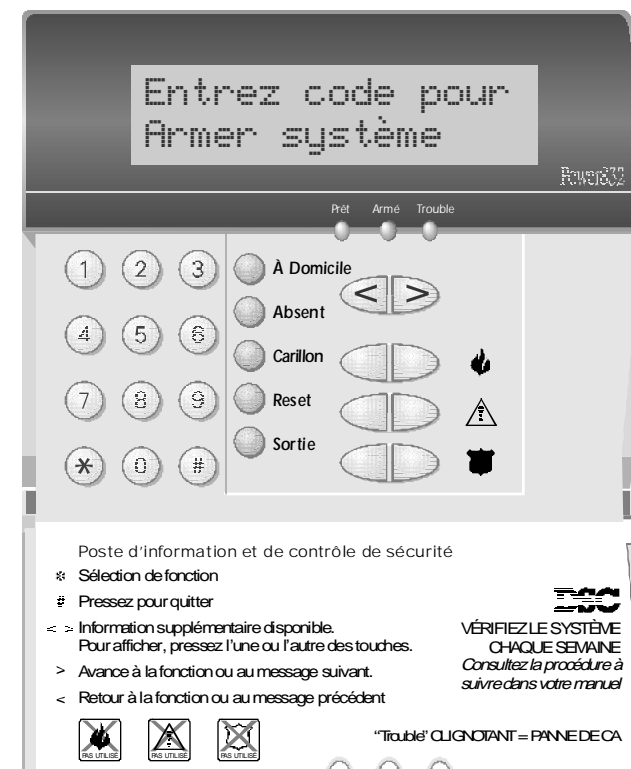 Entrez code pour
Armer système
Power832
Prêt Armé Trouble
1 2 3
À Domicile
< >
Absent
4 5 6
Carillon
7 8 9
Reset
Sortie
* 0 #
Poste d'information et de contrôle de sécurité
* Sélection de fonction
# Pressez pour quitter
< > Information supplémentaire disponible.
Pour afficher, pressez l'une ou l'autre des touches.
> Avance à la fonction ou au message suivant.
< Retour à la fonction ou au message précédent
DSC
VÉRIFIEZ LE SYSTÈME
CHAQUE SEMAINE
Consultez la procédure à
suivre dans votre manuel
PAS UTILISÉ PAS UTILISÉ PAS UTILISÉ
"Trouble" CLIGNOTANT = PANNE DE CA